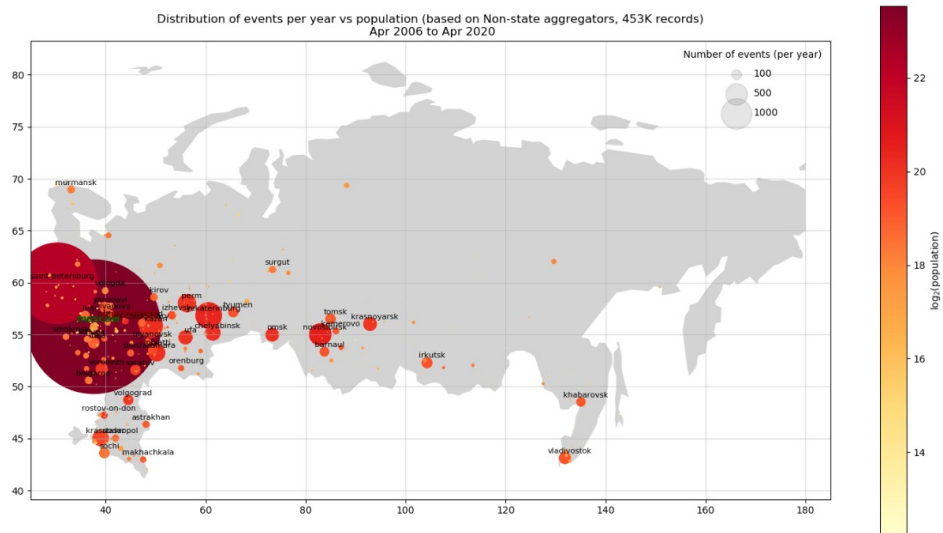 Distribution of events per year vs population (based on Non-state aggregators, 453K records)
Apr 2006 to Apr 2020
Number of events (per year)
100
500
1000
80
75
70
65
60
55
50
45
40
40
60
80
100
120
140
160
180
murmansk
saint-petersburg
surgut
kirov
perm
tyumen
izhevsk
yekaterinburg
chelyabinsk
ufa
orenburg
omsk
tomsk
kemerovo
novosibirsk
krasnoyarsk
barnaul
irkutsk
khabarovsk
vladivostok
volgograd
rostov-on-don
astrakhan
sochi
makhachkala
log₂(population)
22
20
18
16
14